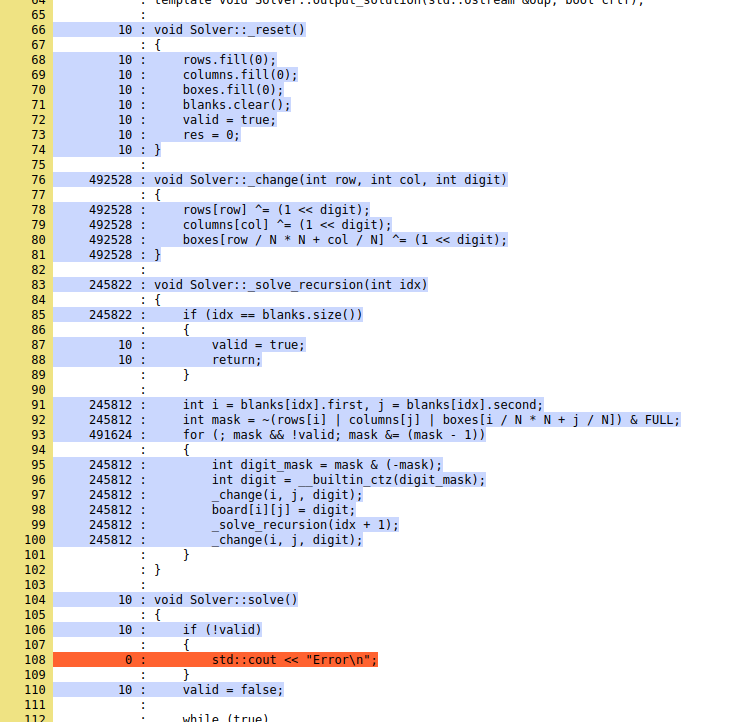 64 : template void Solver::output_solution(std::ostream &oup, bool crlf);
65 :
66 10 : void Solver::_reset()
67 : {
68 10 : rows.fill(0);
69 10 : columns.fill(0);
70 10 : boxes.fill(0);
71 10 : blanks.clear();
72 10 : valid = true;
73 10 : res = 0;
74 10 : }
75 :
76 492528 : void Solver::_change(int row, int col, int digit)
77 : {
78 492528 : rows[row] ^= (1 << digit);
79 492528 : columns[col] ^= (1 << digit);
80 492528 : boxes[row / N * N + col / N] ^= (1 << digit);
81 492528 : }
82 :
83 245822 : void Solver::_solve_recursion(int idx)
84 : {
85 245822 : if (idx == blanks.size())
86 : {
87 10 : valid = true;
88 10 : return;
89 : }
90 :
91 245812 : int i = blanks[idx].first, j = blanks[idx].second;
92 245812 : int mask = ~(rows[i] | columns[j] | boxes[i / N * N + j / N]) & FULL;
93 491624 : for (; mask && !valid; mask &= (mask - 1))
94 : {
95 245812 : int digit_mask = mask & (-mask);
96 245812 : int digit = __builtin_ctz(digit_mask);
97 245812 : _change(i, j, digit);
98 245812 : board[i][j] = digit;
99 245812 : _solve_recursion(idx + 1);
100 245812 : _change(i, j, digit);
101 : }
102 : }
103 :
104 10 : void Solver::solve()
105 : {
106 10 : if (!valid)
107 : {
108 0 : std::cout << "Error\n";
109 : }
110 10 : valid = false;
111 :
112 : while (true)